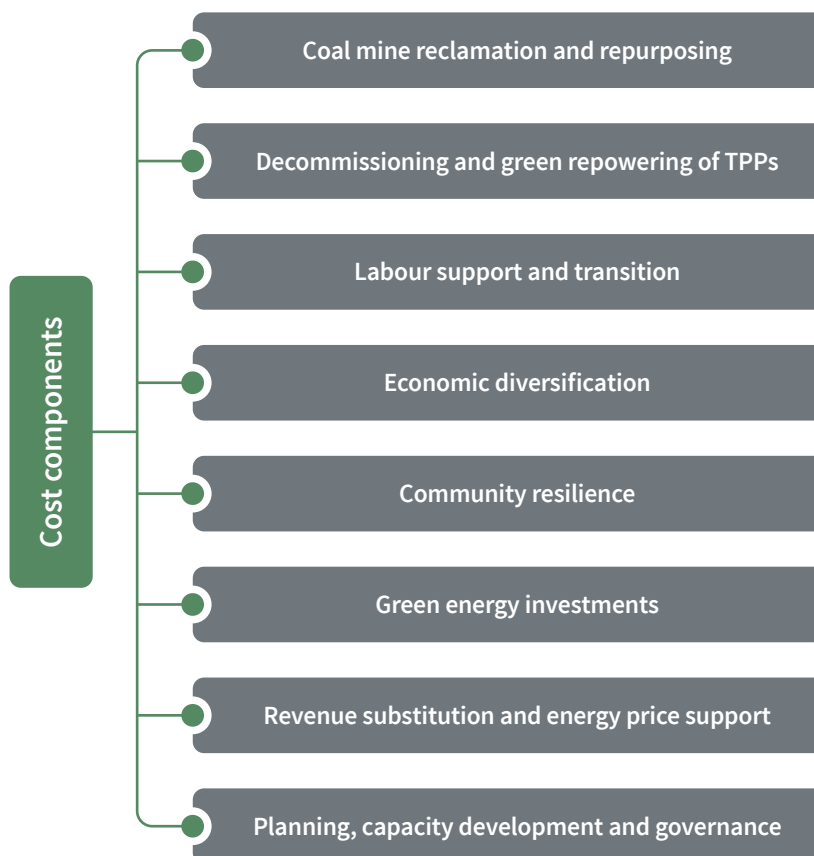 Cost components
Coal mine reclamation and repurposing
Decommissioning and green repowering of TPPs
Labour support and transition
Economic diversification
Community resilience
Green energy investments
Revenue substitution and energy price support
Planning, capacity development and governance